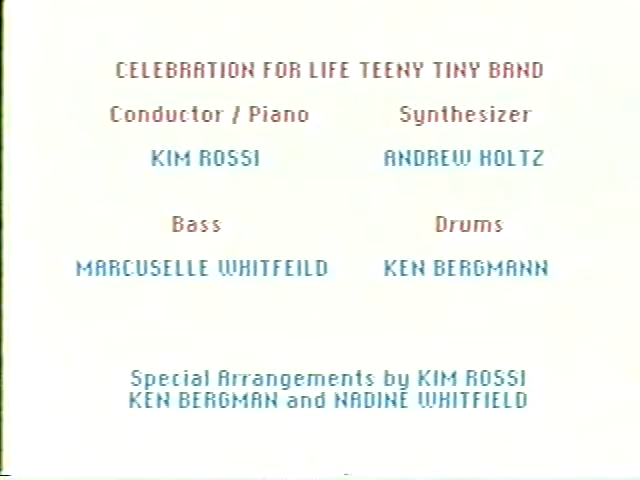 CELEBRATION FOR LIFE TEENY TINY BAND
Conductor / Piano Synthesizer
KIM ROSSI ANDREW HOLTZ
Bass Drums
MARCUSELLE WHITFEILD KEN BERGMANN
Special Arrangements by KIM ROSSI
KEN BERGMAN and NADINE WHITFIELD